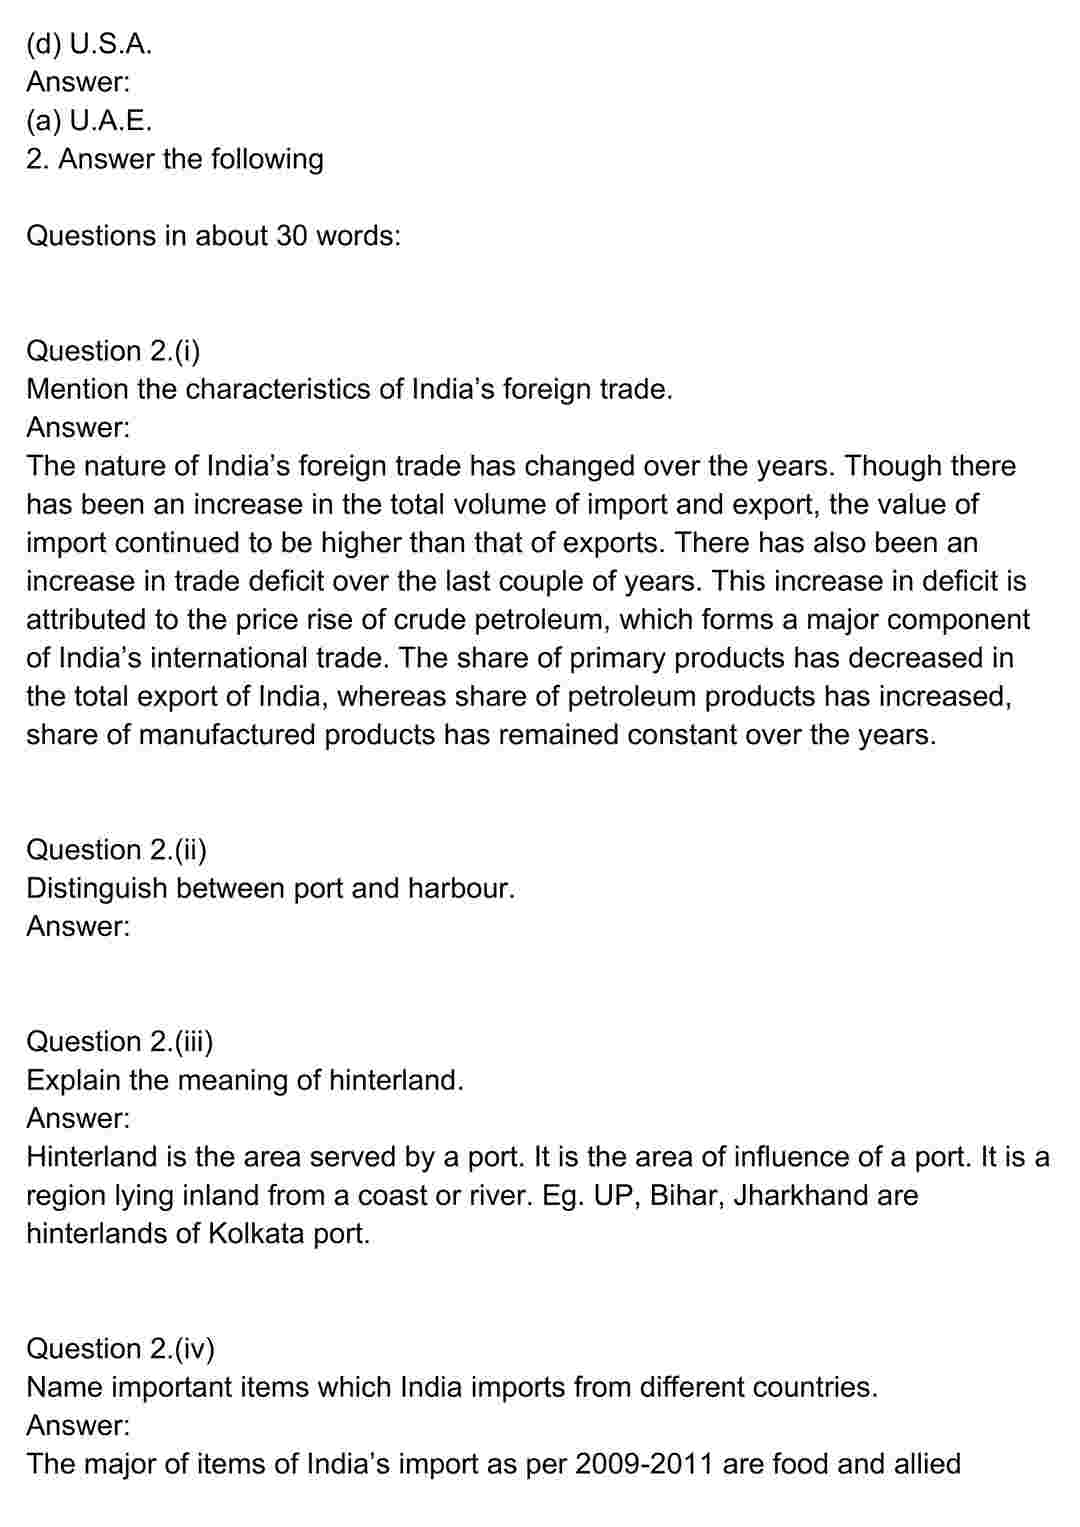 (d) U.S.A.
Answer:
(a) U.A.E.
2. Answer the following
Questions in about 30 words:
Question 2.(i)
Mention the characteristics of India’s foreign trade.
Answer:
The nature of India’s foreign trade has changed over the years. Though there
has been an increase in the total volume of import and export, the value of
import continued to be higher than that of exports. There has also been an
increase in trade deficit over the last couple of years. This increase in deficit is
attributed to the price rise of crude petroleum, which forms a major component
of India’s international trade. The share of primary products has decreased in
the total export of India, whereas share of petroleum products has increased,
share of manufactured products has remained constant over the years.
Question 2.(ii)
Distinguish between port and harbour.
Answer:
Question 2.(iii)
Explain the meaning of hinterland.
Answer:
Hinterland is the area served by a port. It is the area of influence of a port. It is a
region lying inland from a coast or river. Eg. UP, Bihar, Jharkhand are
hinterlands of Kolkata port.
Question 2.(iv)
Name important items which India imports from different countries.
Answer:
The major of items of India’s import as per 2009-2011 are food and allied